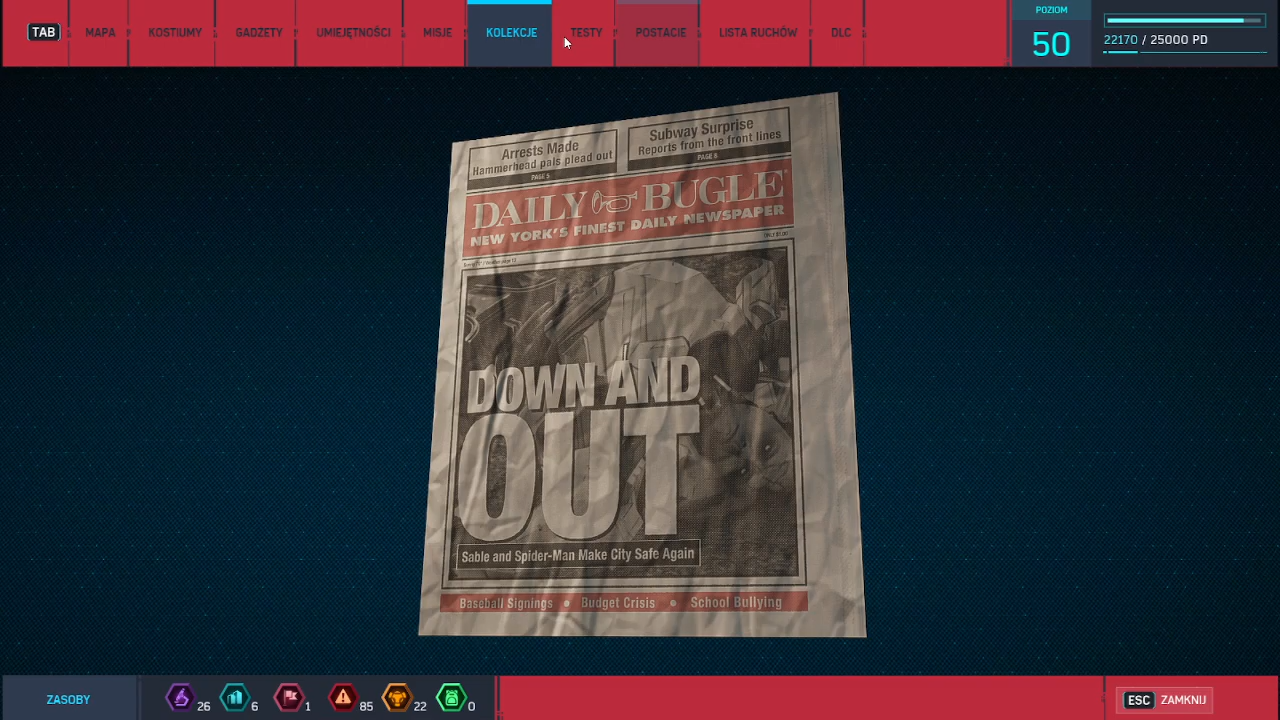 TAB
MAPA
KOSTIUMY
GADŻETY
UMIEJĘTNOŚCI
MISJE
KOLEKCJE
TESTY
POSTACIE
LISTA RUCHÓW
DLC
POZIOM
50
22170 / 25000 PD
Arrests Made
Hammerhead pals plead out
PAGE 5
Subway Surprise
Reports from the front lines
PAGE 8
DAILY BUGLE
NEW YORK'S FINEST DAILY NEWSPAPER
DOWN AND
OUT
Sable and Spider-Man Make City Safe Again
Baseball Signings • Budget Crisis • School Bullying
ZASOBY
26
6
1
85
22
0
ESC ZAMKNIJ